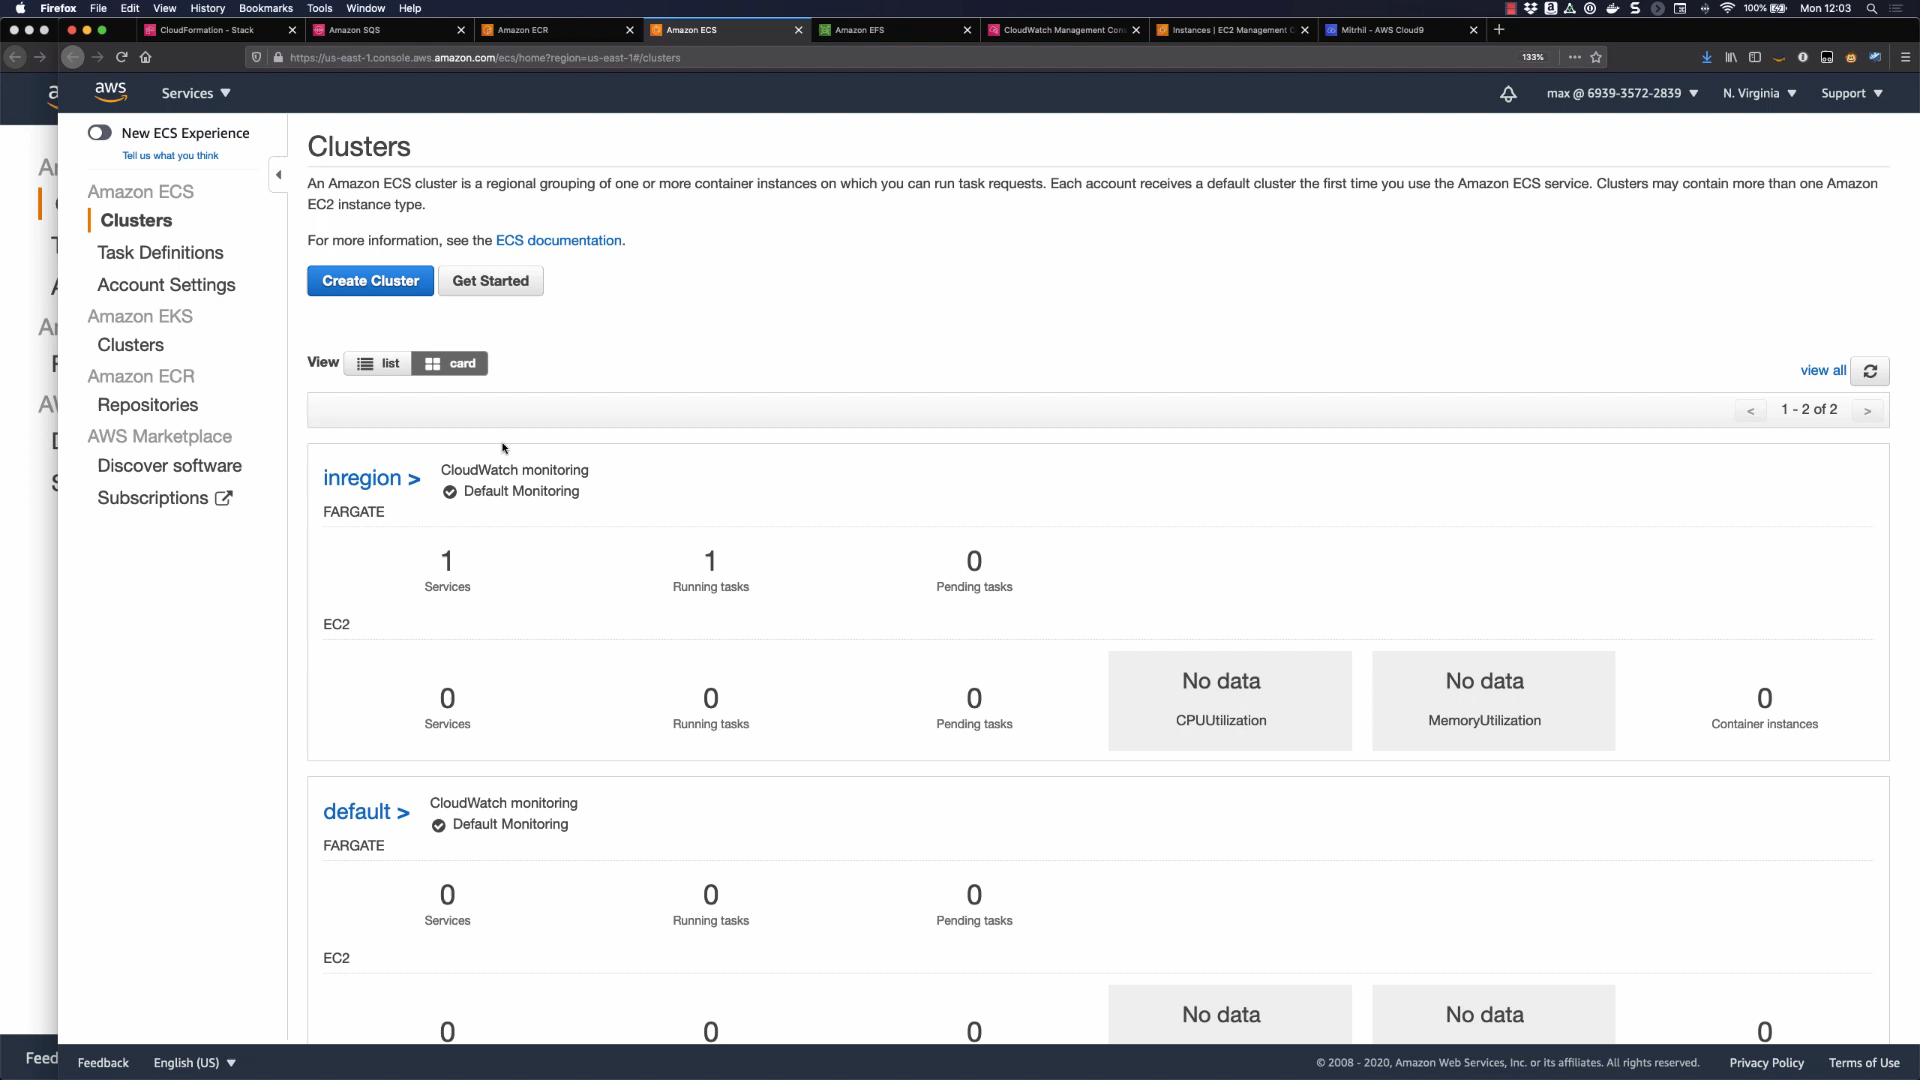 Firefox File Edit View History Bookmarks Tools Window Help 100% Mon 12:03
CloudFormation - Stack Amazon SQS Amazon ECR Amazon ECS Amazon EFS CloudWatch Management Con Instances | EC2 Management C Mitrhil - AWS Cloud9
https://us-east-1.console.aws.amazon.com/ecs/home?region=us-east-1#/clusters 133%
aws Services max @ 6939-3572-2839 N. Virginia Support
New ECS Experience
Tell us what you think
Amazon ECS
Clusters
Task Definitions
Account Settings
Amazon EKS
Clusters
Amazon ECR
Repositories
AWS Marketplace
Discover software
Subscriptions
Clusters
An Amazon ECS cluster is a regional grouping of one or more container instances on which you can run task requests. Each account receives a default cluster the first time you use the Amazon ECS service. Clusters may contain more than one Amazon
EC2 instance type.
For more information, see the ECS documentation.
Create Cluster Get Started
View list card
view all
< 1 - 2 of 2 >
inregion > CloudWatch monitoring
Default Monitoring
FARGATE
1 1 0
Services Running tasks Pending tasks
EC2
0 0 0 No data No data 0
Services Running tasks Pending tasks CPUUtilization MemoryUtilization Container instances
default > CloudWatch monitoring
Default Monitoring
FARGATE
0 0 0
Services Running tasks Pending tasks
EC2
0 0 0 No data No data 0
Feed
Feedback English (US) © 2008 - 2020, Amazon Web Services, Inc. or its affiliates. All rights reserved. Privacy Policy Terms of Use